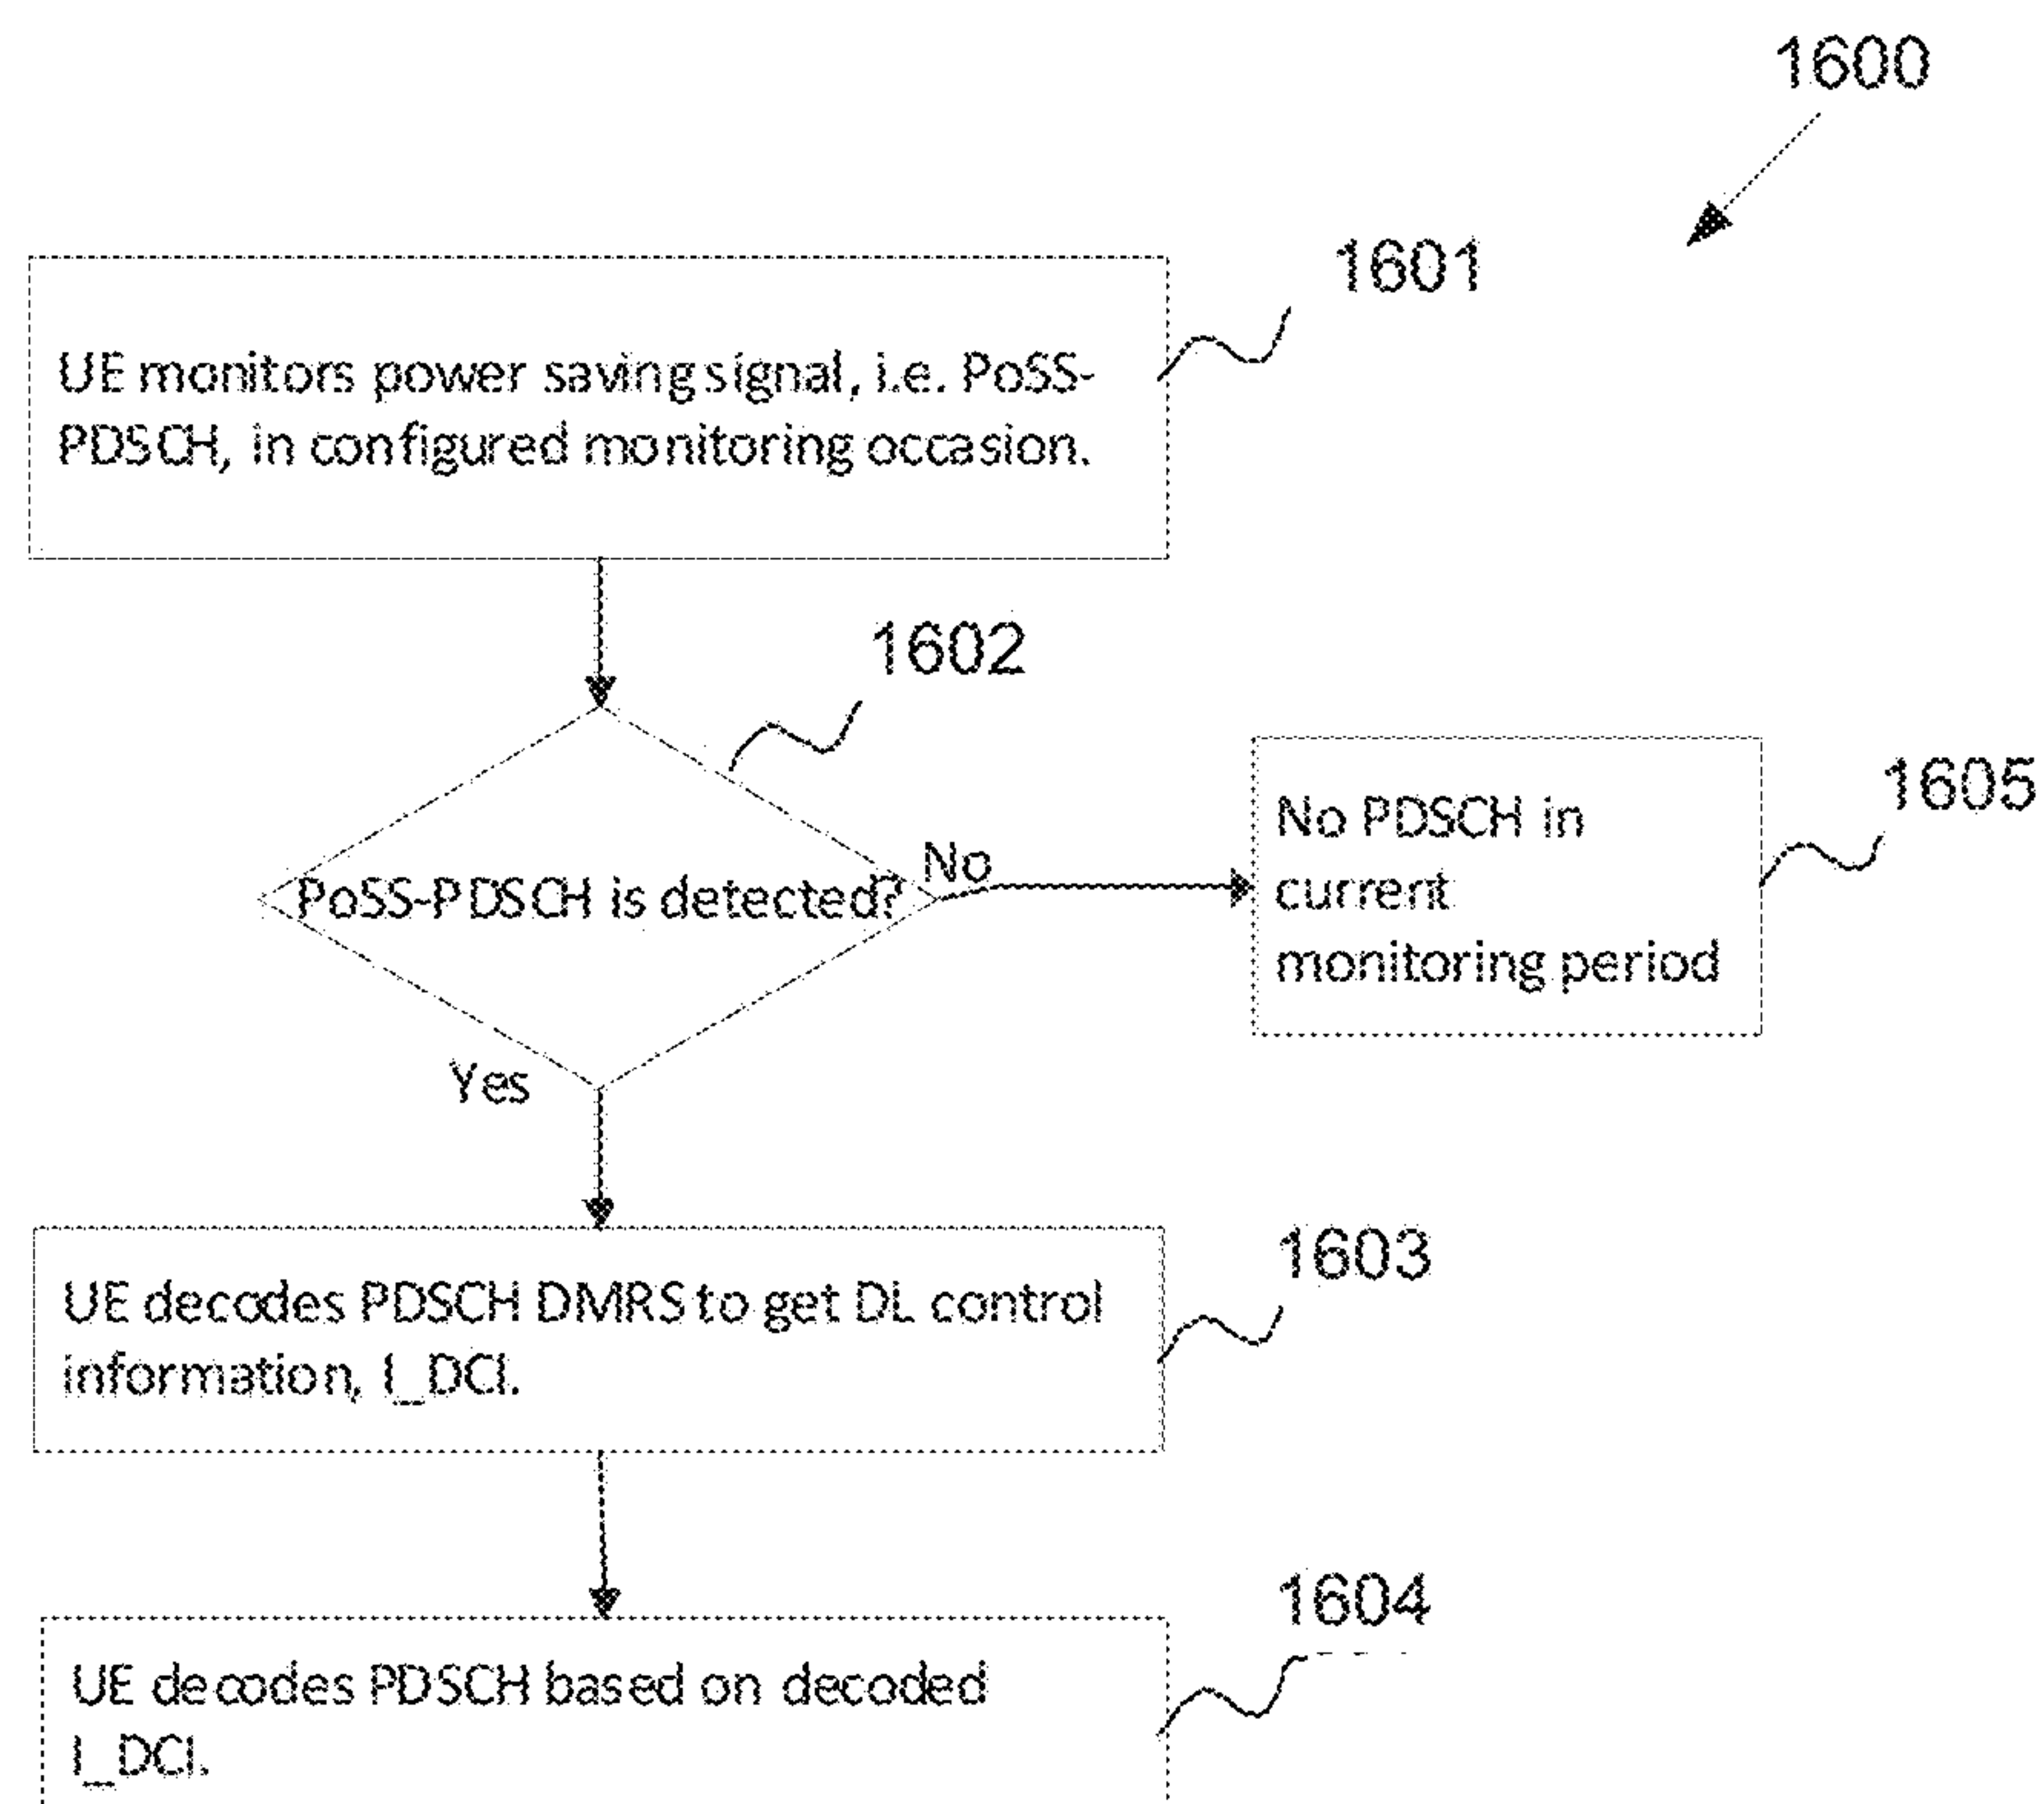 1600
1601
UE monitors power saving signal, i.e. PoSS-
PDSCH, in configured monitoring occasion.
1602
PoSS-PDSCH is detected?
No
No PDSCH in
current
monitoring period
1605
Yes
1603
UE decodes PDSCH DMRS to get DL control
information, I_DCI.
1604
UE decodes PDSCH based on decoded
I_DCI.